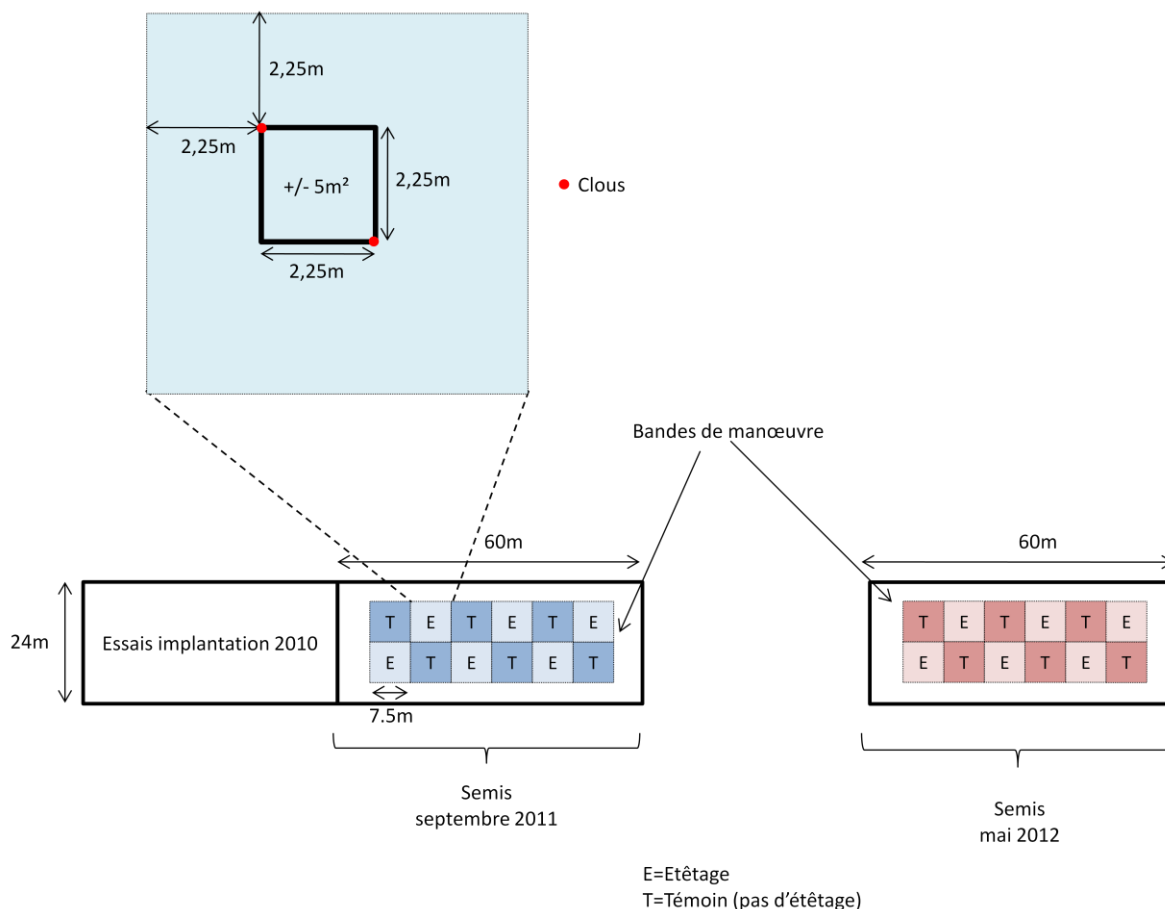 2,25m
2,25m
+/- 5m²
2,25m
Clous
2,25m
Bandes de manœuvre
60m
60m
24m
Essais implantation 2010
T E T E T E
E T E T E T
T E T E T E
E T E T E T
7.5m
Semis
septembre 2011
Semis
mai 2012
E=Etêtage
T=Témoin (pas d'étêtage)